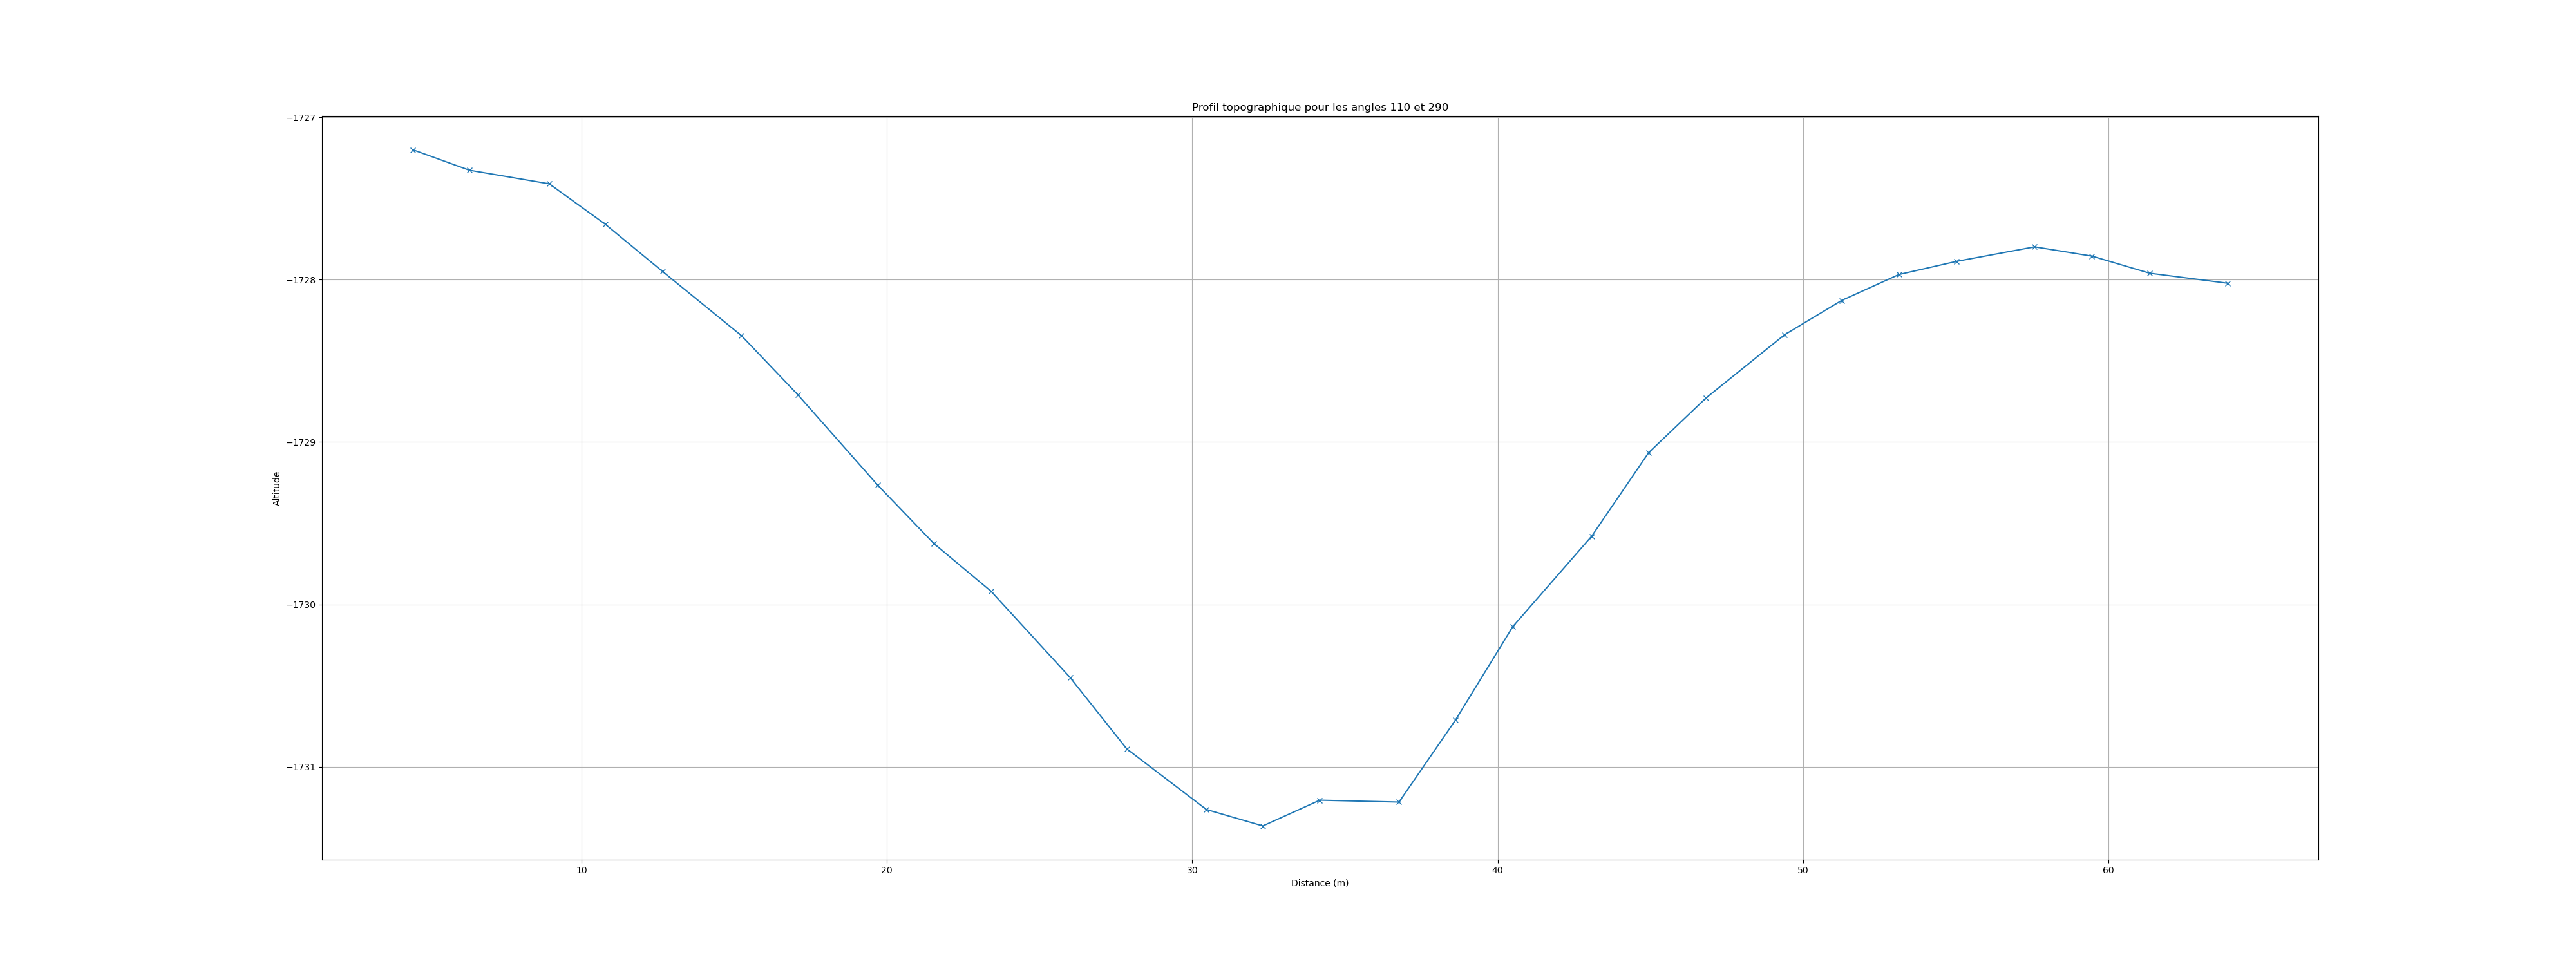 Profil topographique pour les angles 110 et 290
−1727
−1728
−1729
−1730
−1731
Altitude
10 20 30 40 50 60
Distance (m)